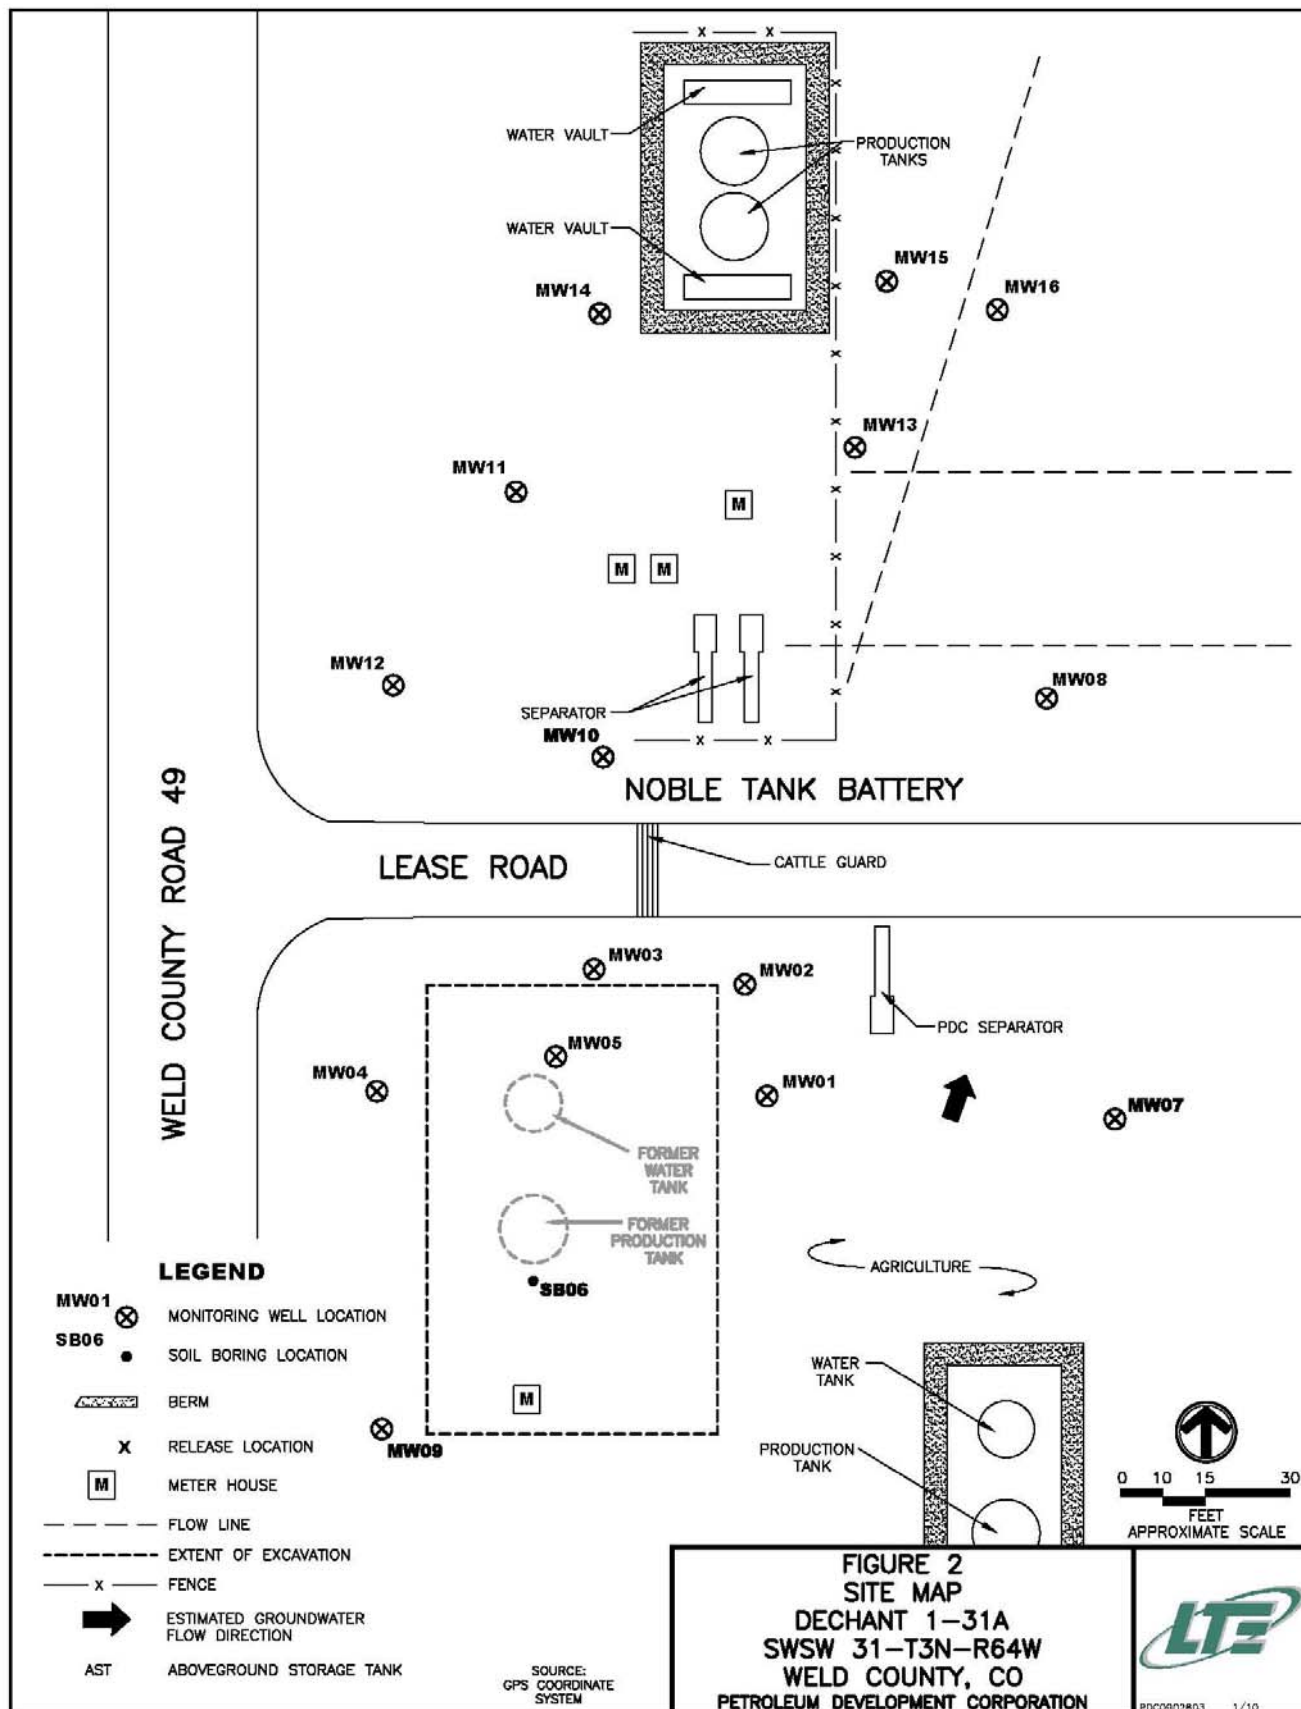 X X
X
WATER VAULT
PRODUCTION
TANKS
X
X
WATER VAULT
MW15
MW16
MW14
X
X
MW13
X
MW11
X
M
X
M M
X
MW12
MW08
X
SEPARATOR
MW10
X X
NOBLE TANK BATTERY
WELD COUNTY ROAD 49
CATTLE GUARD
LEASE ROAD
MW03
MW02
PDC SEPARATOR
MW05
MW04
MW01
MW07
FORMER
WATER
TANK
FORMER
PRODUCTION
TANK
AGRICULTURE
SB06
WATER
TANK
M
MW09
PRODUCTION
TANK
LEGEND
MW01
MONITORING WELL LOCATION
SB06
SOIL BORING LOCATION
BERM
X RELEASE LOCATION
M METER HOUSE
FLOW LINE
EXTENT OF EXCAVATION
X FENCE
ESTIMATED GROUNDWATER
FLOW DIRECTION
AST ABOVEGROUND STORAGE TANK
SOURCE:
GPS COORDINATE
SYSTEM
0 10 15 30
FEET
APPROXIMATE SCALE
FIGURE 2
SITE MAP
DECHANT 1-31A
SWSW 31-T3N-R64W
WELD COUNTY, CO
PETROLEUM DEVELOPMENT CORPORATION
LTE
PDC0902803 1/10